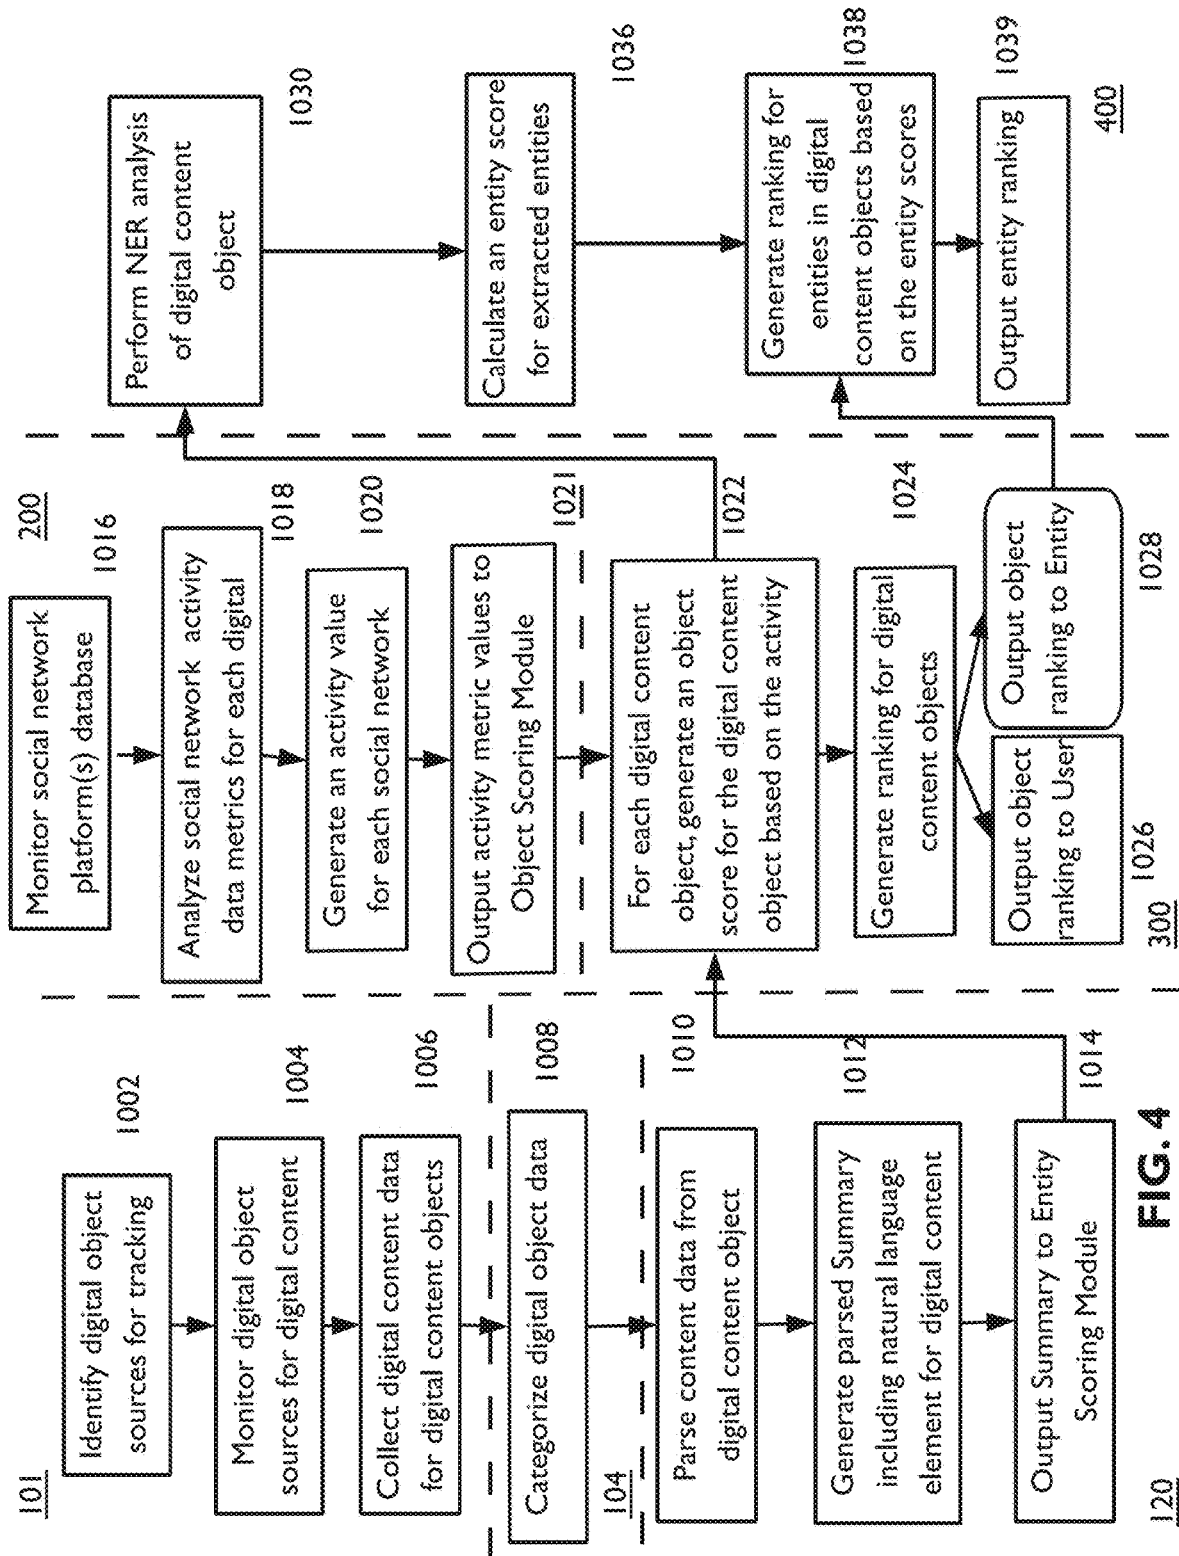 101
Identify digital object
sources for tracking
1002
Monitor digital object
sources for digital content
1004
Collect digital content data
for digital content objects
1006
Categorize digital object data
1008
104
Parse content data from
digital content object
1010
Generate parsed Summary
including natural language
element for digital content
1012
Output Summary to Entity
Scoring Module
1014
120
200
Monitor social network
platform(s) database
1016
Analyze social network activity
data metrics for each digital
1018
Generate an activity value
for each social network
1020
Output activity metric values to
Object Scoring Module
1021
For each digital content
object, generate an object
score for the digital content
object based on the activity
1022
Generate ranking for digital
content objects
1024
Output object
ranking to User
1026
Output object
ranking to Entity
1028
300
Perform NER analysis
of digital content
object
1030
Calculate an entity score
for extracted entities
1036
Generate ranking for
entities in digital
content objects based
on the entity scores
1038
Output entity ranking
1039
400
FIG. 4